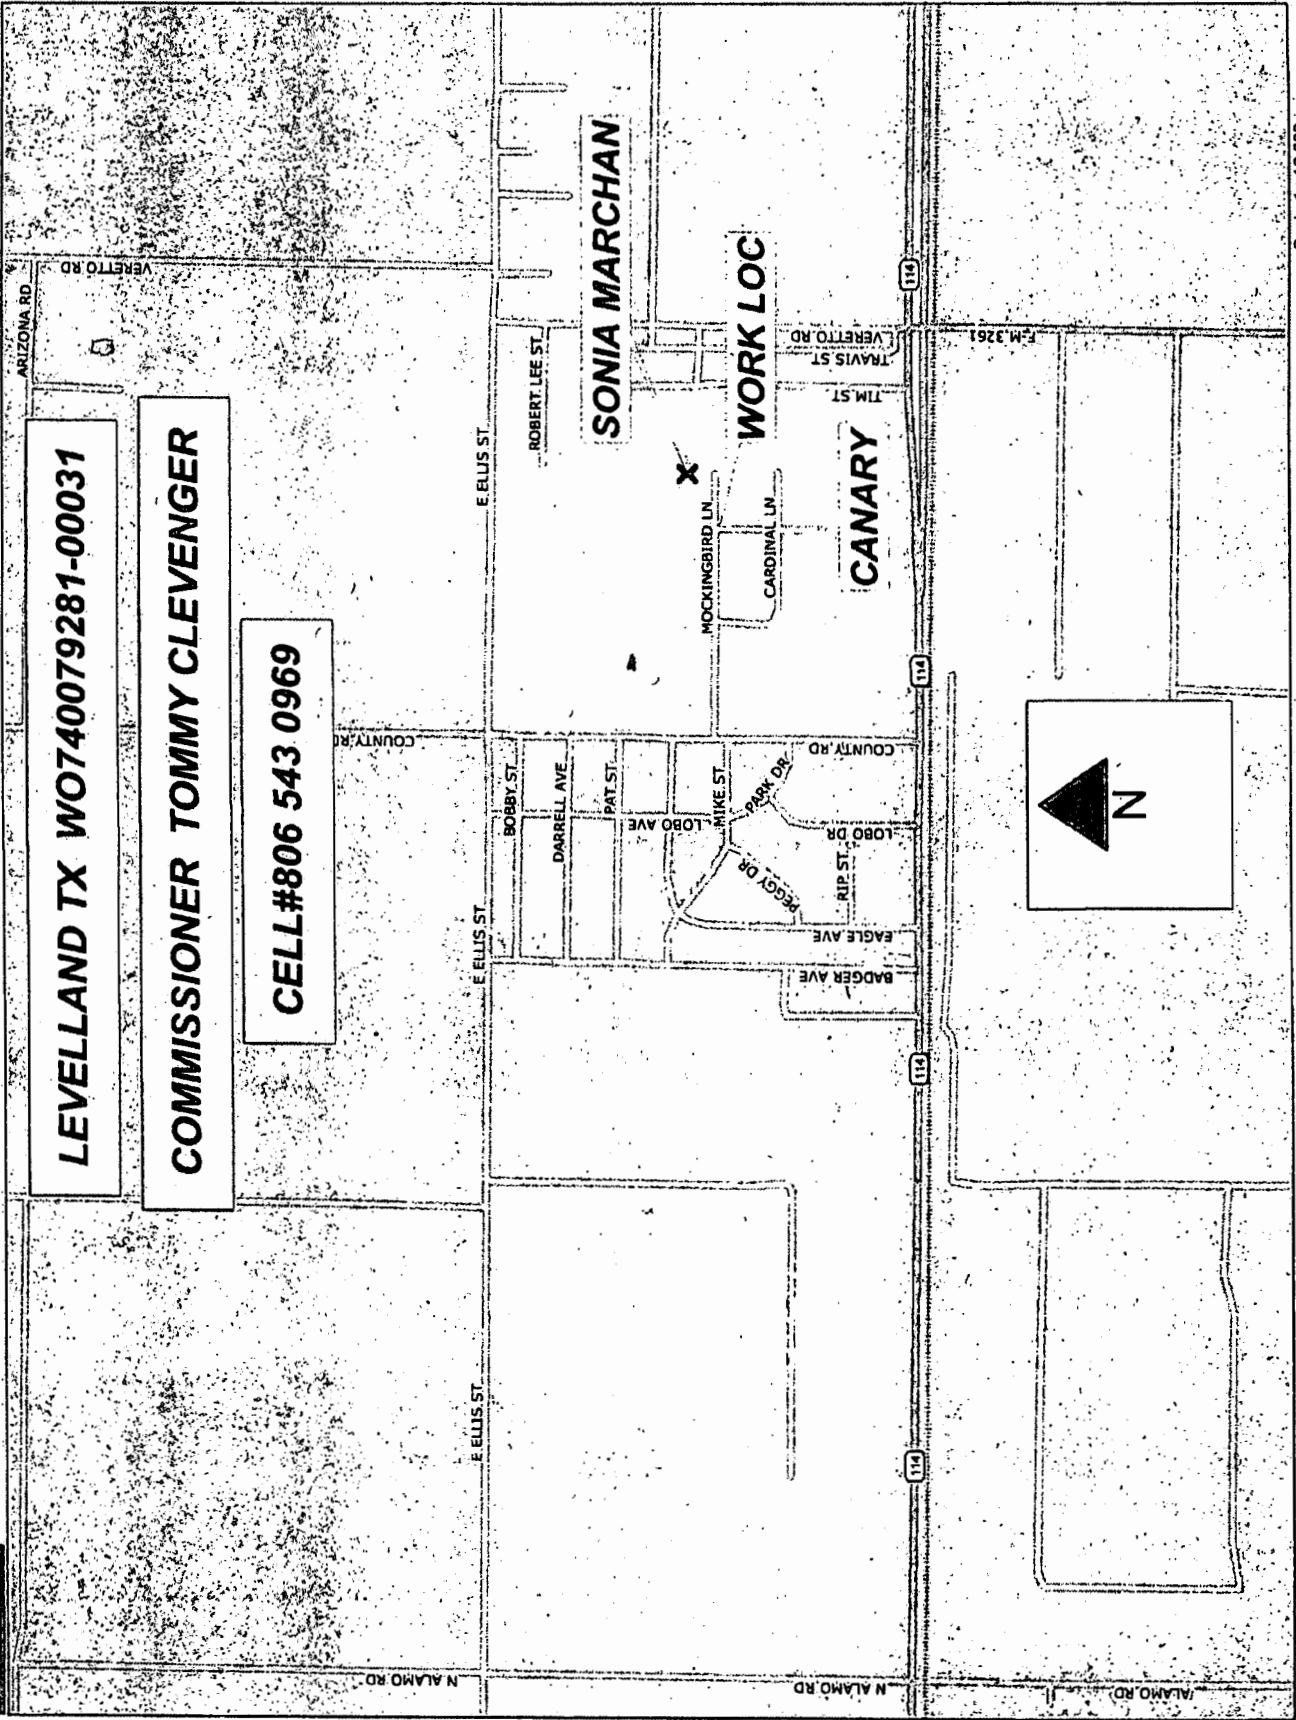 LEVELLAND TX WO740079281-00031
COMMISSIONER TOMMY CLEVENGER
CELL#806 543 0969
ARIZONA RD
VERETTO RD
COUNTY RD
N ALAMO RD
E ELLIS ST
E ELLIS ST
E ELLIS ST
ROBERT LEE ST
SONIA MARCHAN
BOBBY ST
DARRELL AVE
PAT ST
LOBO AVE
MIKE ST
PARK DR
PEGGY DR
LOBO DR
RIP ST
EAGLE AVE
BADGER AVE
COUNTY RD
MOCKINGBIRD LN
CARDINAL LN
X
WORK LOC
CANARY
VERETTO RD
TRAVIS ST
TIM ST
N ALAMO RD
114
114
114
114
F M 3261
N
ALAMO RD